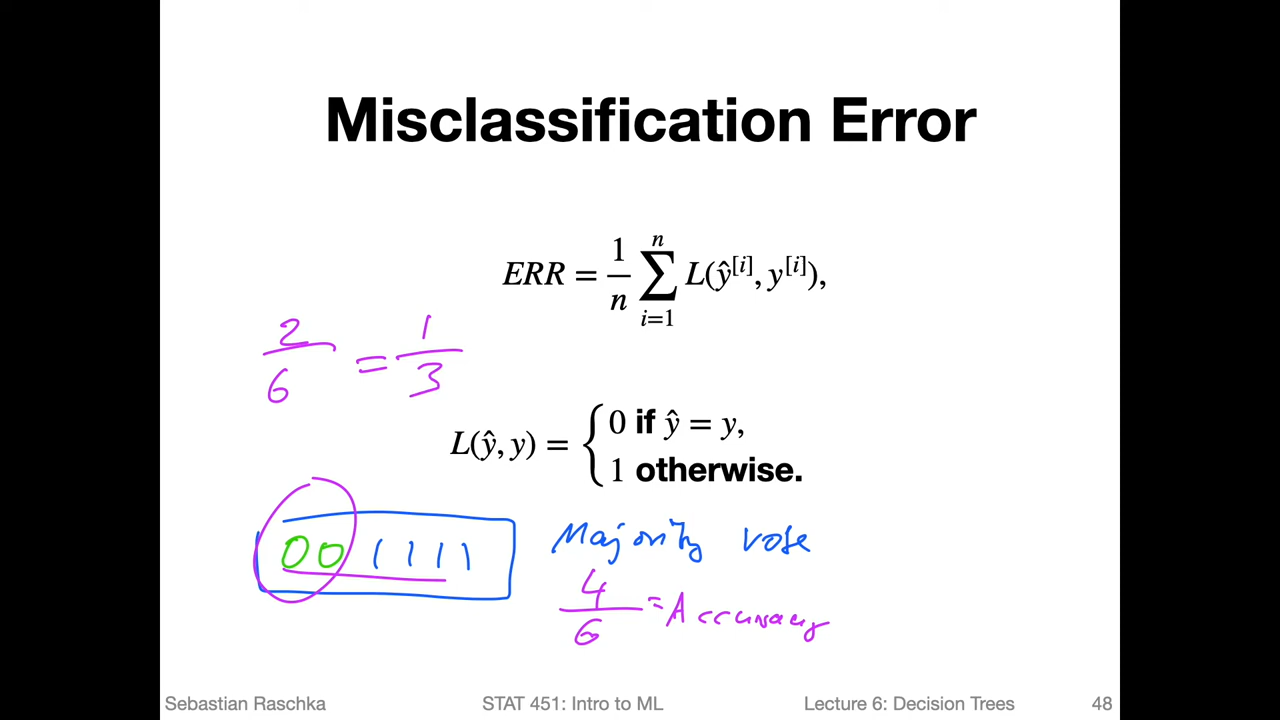 Misclassification Error
ERR = 1/n ∑_{i=1}^{n} L(ŷ^{[i]}, y^{[i]}),
2/6 = 1/3
L(ŷ, y) = { 0 if ŷ = y,
1 otherwise.
0 0 1 1 1 1
Majority vote
4/6 = Accuracy
Sebastian Raschka
STAT 451: Intro to ML
Lecture 6: Decision Trees
48